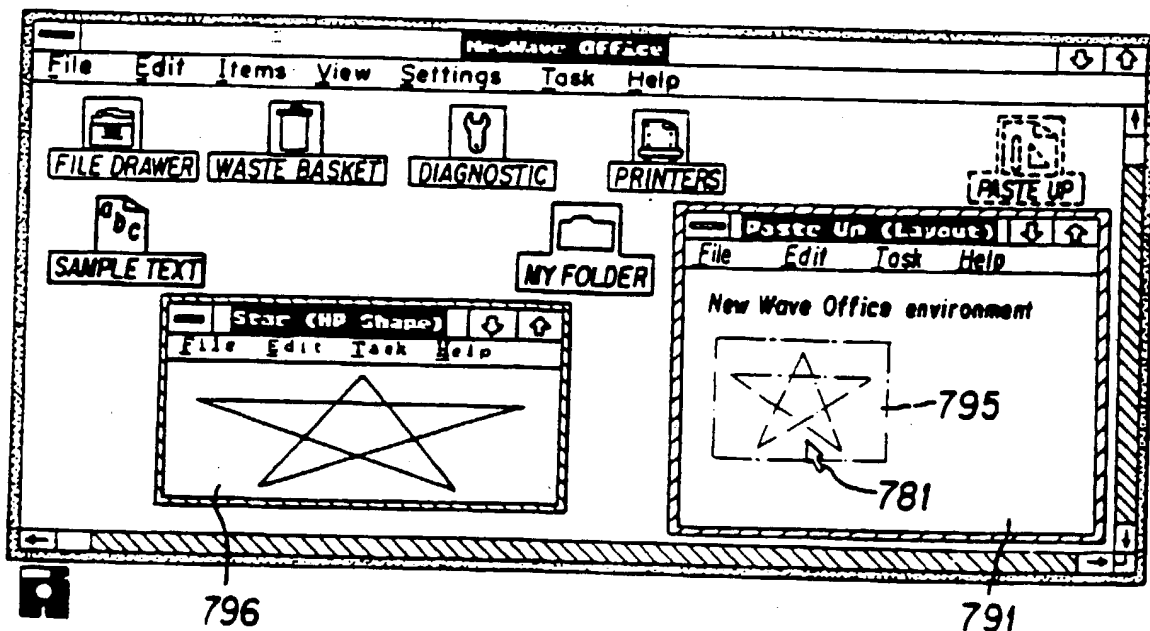 NewWave Office
File Edit Items View Settings Task Help
FILE DRAWER WASTE BASKET DIAGNOSTIC PRINTERS PASTE UP
abc
SAMPLE TEXT MY FOLDER
Paste Up (Layout)
File Edit Task Help
New Wave Office environment
795
781
Star (HP Shape)
File Edit Task Help
796 791